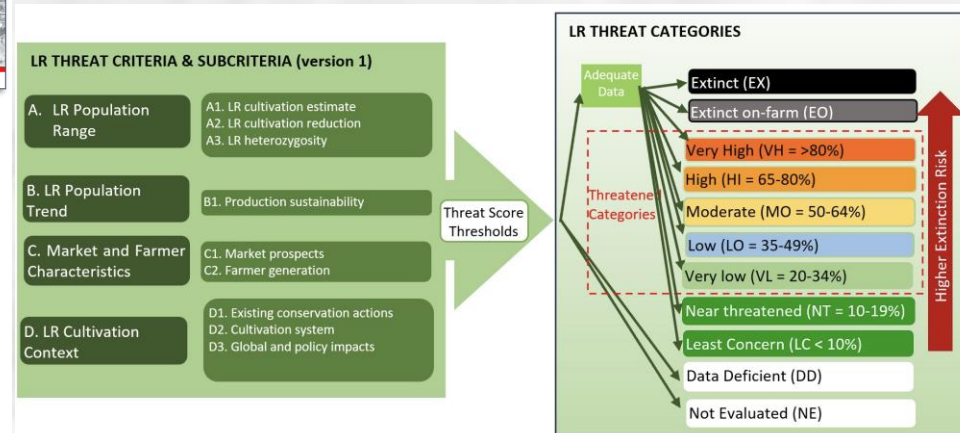 LR THREAT CRITERIA & SUBCRITERIA (version 1)
A. LR Population
Range
A1. LR cultivation estimate
A2. LR cultivation reduction
A3. LR heterozygosity
B. LR Population
Trend
B1. Production sustainability
C. Market and Farmer
Characteristics
C1. Market prospects
C2. Farmer generation
D. LR Cultivation
Context
D1. Existing conservation actions
D2. Cultivation system
D3. Global and policy impacts
Threat Score
Thresholds
LR THREAT CATEGORIES
Adequate
Data
Extinct (EX)
Extinct on-farm (EO)
Threatened
Categories
Very High (VH = >80%)
High (HI = 65-80%)
Moderate (MO = 50-64%)
Low (LO = 35-49%)
Very low (VL = 20-34%)
Near threatened (NT = 10-19%)
Least Concern (LC < 10%)
Data Deficient (DD)
Not Evaluated (NE)
Higher Extinction Risk